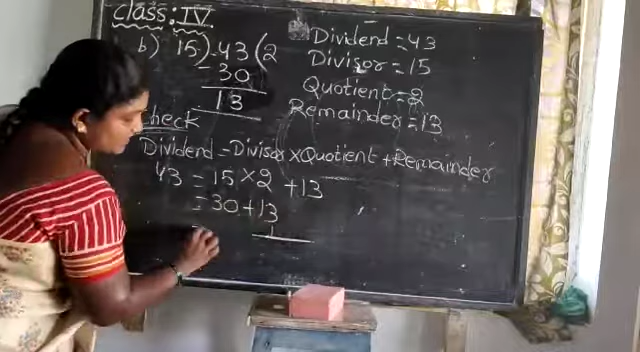 Class: IV
b) 15) 43 (2
- 30
13
Dividend = 43
Divisor = 15
Quotient = 2
Remainder = 13
heck
Dividend = Divisor × Quotient + Remainder
43 = 15 × 2 + 13
= 30 + 13